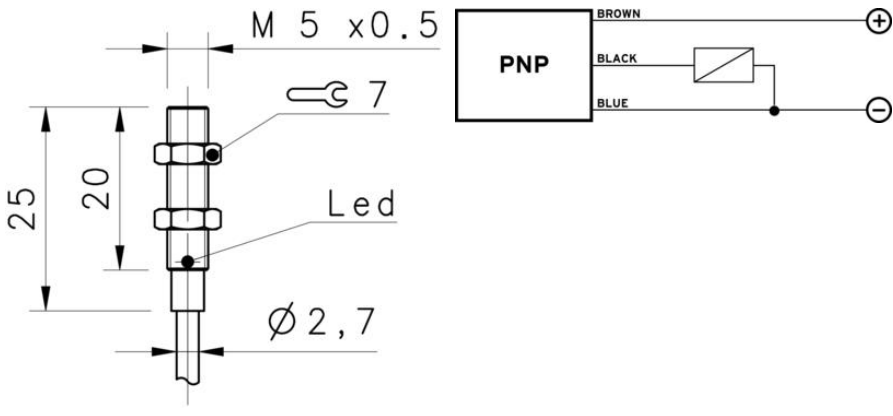 M 5 x0.5
7
25
20
Led
Ø2,7
PNP
BROWN
BLACK
BLUE
+
−